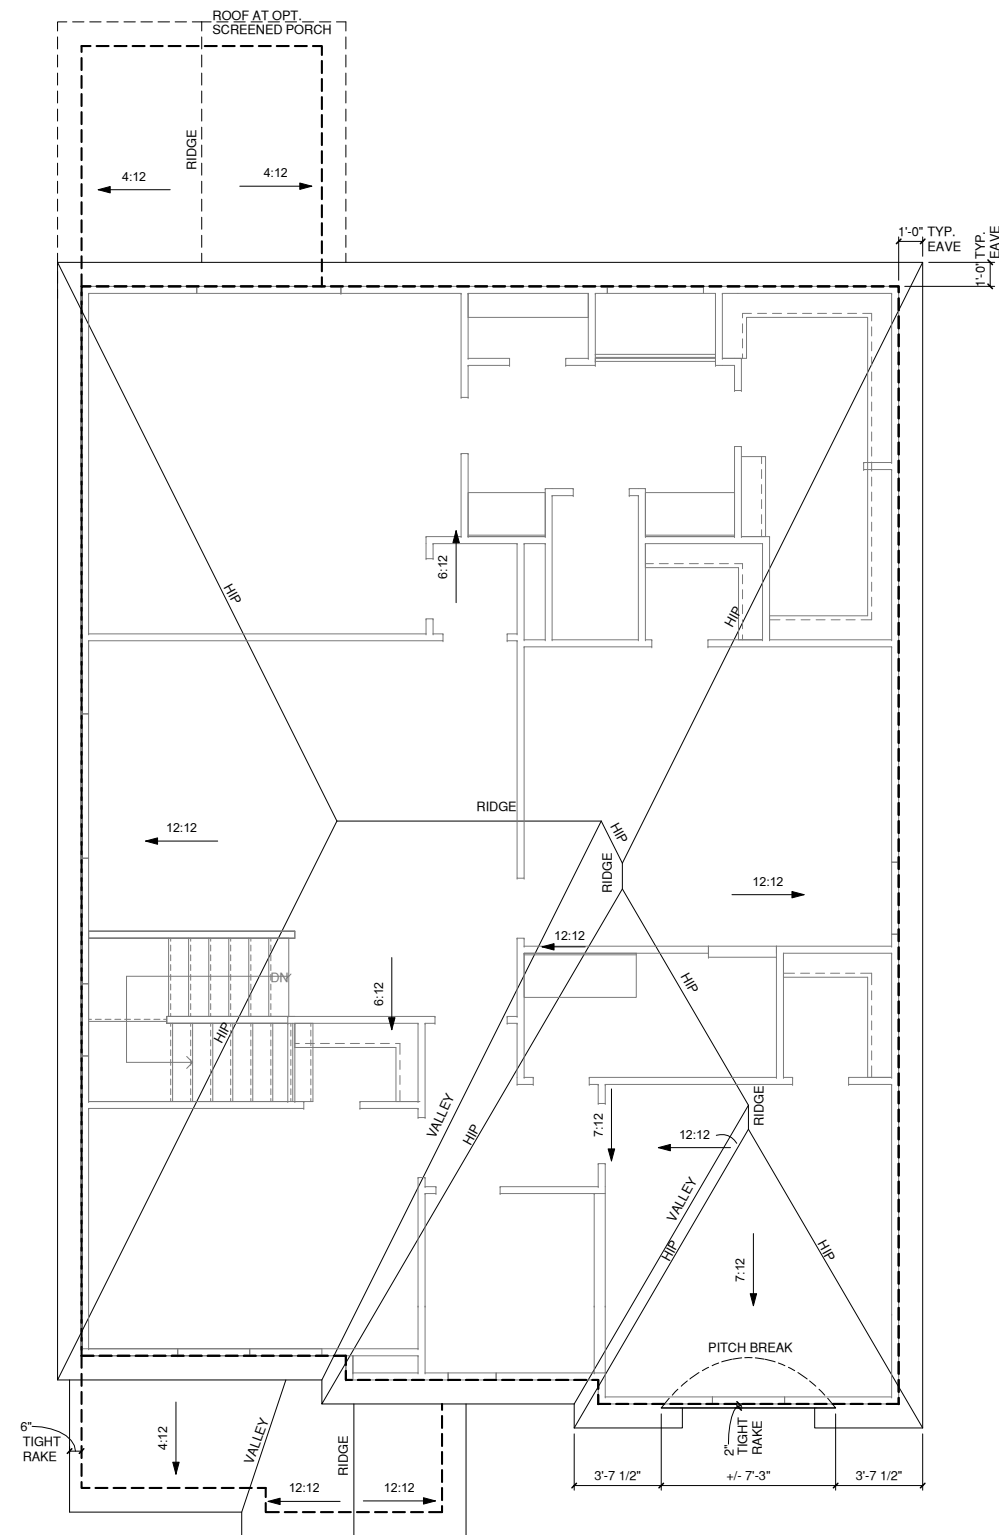 ROOF AT OPT.
SCREENED PORCH
RIDGE
4:12
4:12
1'-0" TYP.
EAVE
1'-0" TYP.
EAVE
HIP
6:12
HIP
RIDGE
HIP
RIDGE
12:12
12:12
12:12
DN
HIP
6:12
HIP
VALLEY
HIP
7:12
12:12
RIDGE
VALLEY
HIP
HIP
7:12
PITCH BREAK
6"
TIGHT
RAKE
4:12
VALLEY
RIDGE
2"
TIGHT
RAKE
12:12
12:12
3'-7 1/2"
+/- 7'-3"
3'-7 1/2"